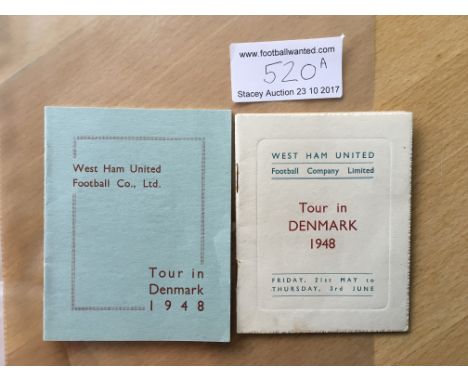 www.footballwanted.com
520A
Stacey Auction 23 10 2017
West Ham United
Football Co., Ltd.
Tour in
Denmark
1948
WEST HAM UNITED
Football Company Limited
Tour in
DENMARK
1948
FRIDAY, 21st MAY to
THURSDAY, 3rd JUNE